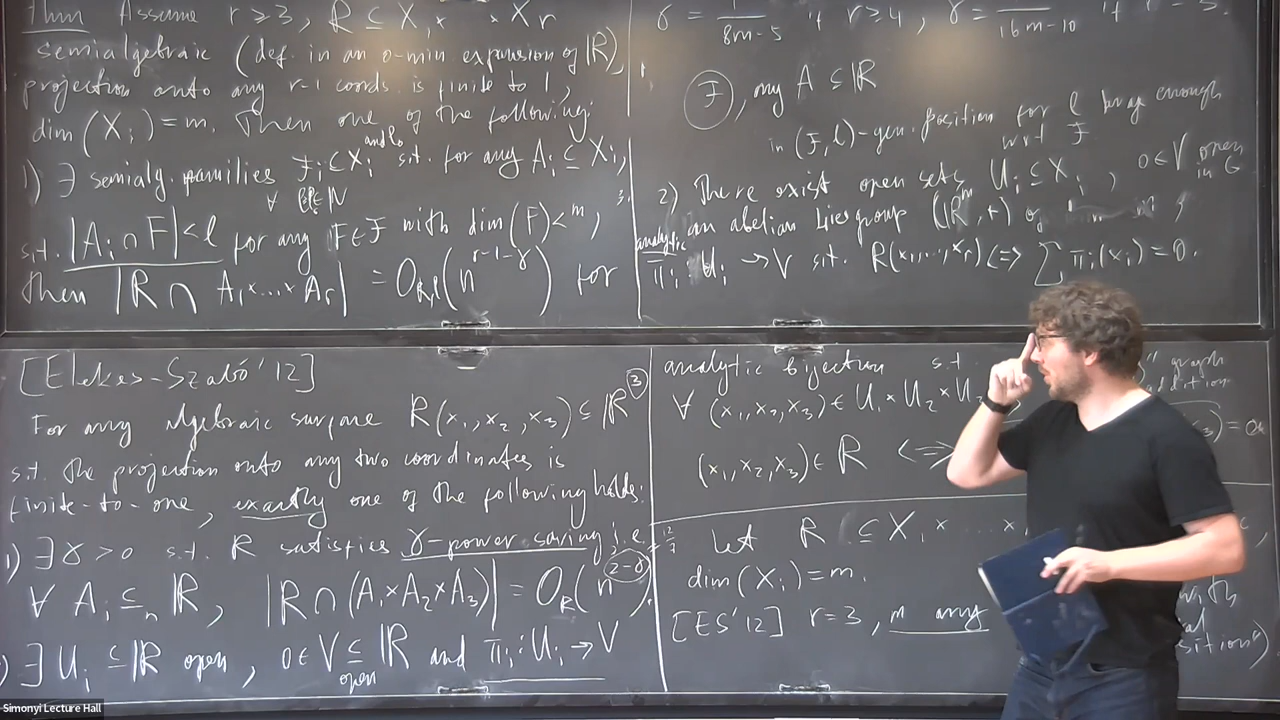 Thm Assume r ≥ 3, R ⊆ X₁ × ... × Xr
semialgebraic (def. in an o-min expansion of ℝ),
projection onto any r-1 coords. is finite to 1,
dim(Xi) = m. Then one of the following:
1) ∃ semialg. families Fi ⊆ Xi and l₀ s.t. for any Ai ⊆ Xi,
s.t. |Ai ∩ F| < l for any F∈F with dim(F) < m,
then |R ∩ A₁×...×Ar| = O_{R,l}(n^{r-1-γ}) for
γ = 1/(8m-5) if r ≥ 4, γ = 1/(16m-10) if r = 3.
F, any A ⊆ ℝ
in (F, l)-gen. position for l large enough
w.r.t. F
2) There exist open sets Ui ⊆ Xi, 0∈V open in G
an abelian Lie group (ℝ^m, +) of
analytic πi : Ui → V s.t. R(x₁,...,xr) ⟺ ∑ πi(xi) = 0.
[Elekes-Szabó '12]
For any algebraic surface R(x₁, x₂, x₃) ⊆ ℝ³
s.t. the projection onto any two coordinates is
finite-to-one, exactly one of the following holds:
1) ∃γ > 0 s.t. R satisfies γ-power saving, i.e.
∀ Ai ⊆n ℝ, |R ∩ (A₁×A₂×A₃)| = O_R(n^{2-γ}).
) ∃ Ui ⊆ ℝ open, 0∈V ⊆ ℝ and πi : Ui → V
open
analytic bijection s.t.
graph
addition
∀ (x₁, x₂, x₃) ∈ U₁ × U₂ × U
(x₁, x₂, x₃) ∈ R ⟺
Let R ⊆ X₁ × ... ×
dim(Xi) = m.
[ES'12] r = 3, m any
with
Simonyi Lecture Hall